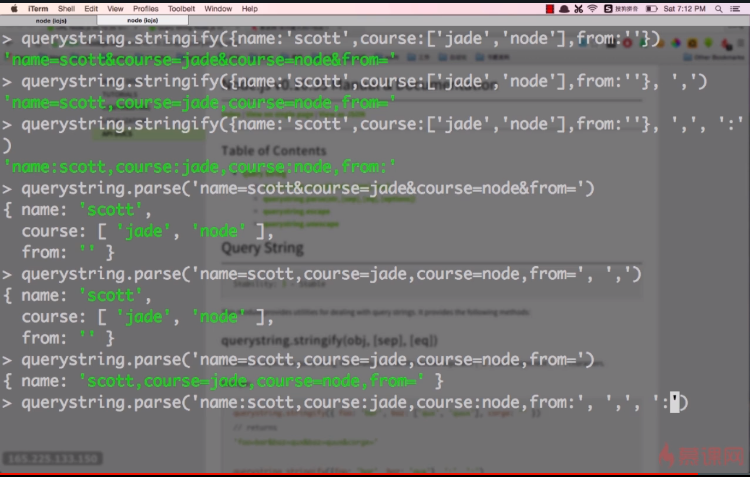 iTerm Shell Edit View Profiles Toolbelt Window Help Sat 7:12 PM
node (iojs) node (iojs)
> querystring.stringify({name:'scott',course:['jade','node'],from:''})
'name=scott&course=jade&course=node&from='
> querystring.stringify({name:'scott',course:['jade','node'],from:''}, ',')
'name=scott,course=jade,course=node,from='
> querystring.stringify({name:'scott',course:['jade','node'],from:''}, ',', ':'
)
Table of Contents
'name:scott,course:jade,course:node,from:'
> querystring.parse('name=scott&course=jade&course=node&from=')
{ name: 'scott',
course: [ 'jade', 'node' ],
Query String
from: '' }
> querystring.parse('name=scott,course=jade,course=node,from=', ',')
{ name: 'scott',
course: [ 'jade', 'node' ],
querystring.stringify(obj, [sep], [eq])
from: '' }
> querystring.parse('name=scott,course=jade,course=node,from=')
{ name: 'scott,course=jade,course=node,from=' }
> querystring.parse('name:scott,course:jade,course:node,from:', ',', ':')
// returns
165.225.133.150
慕课网